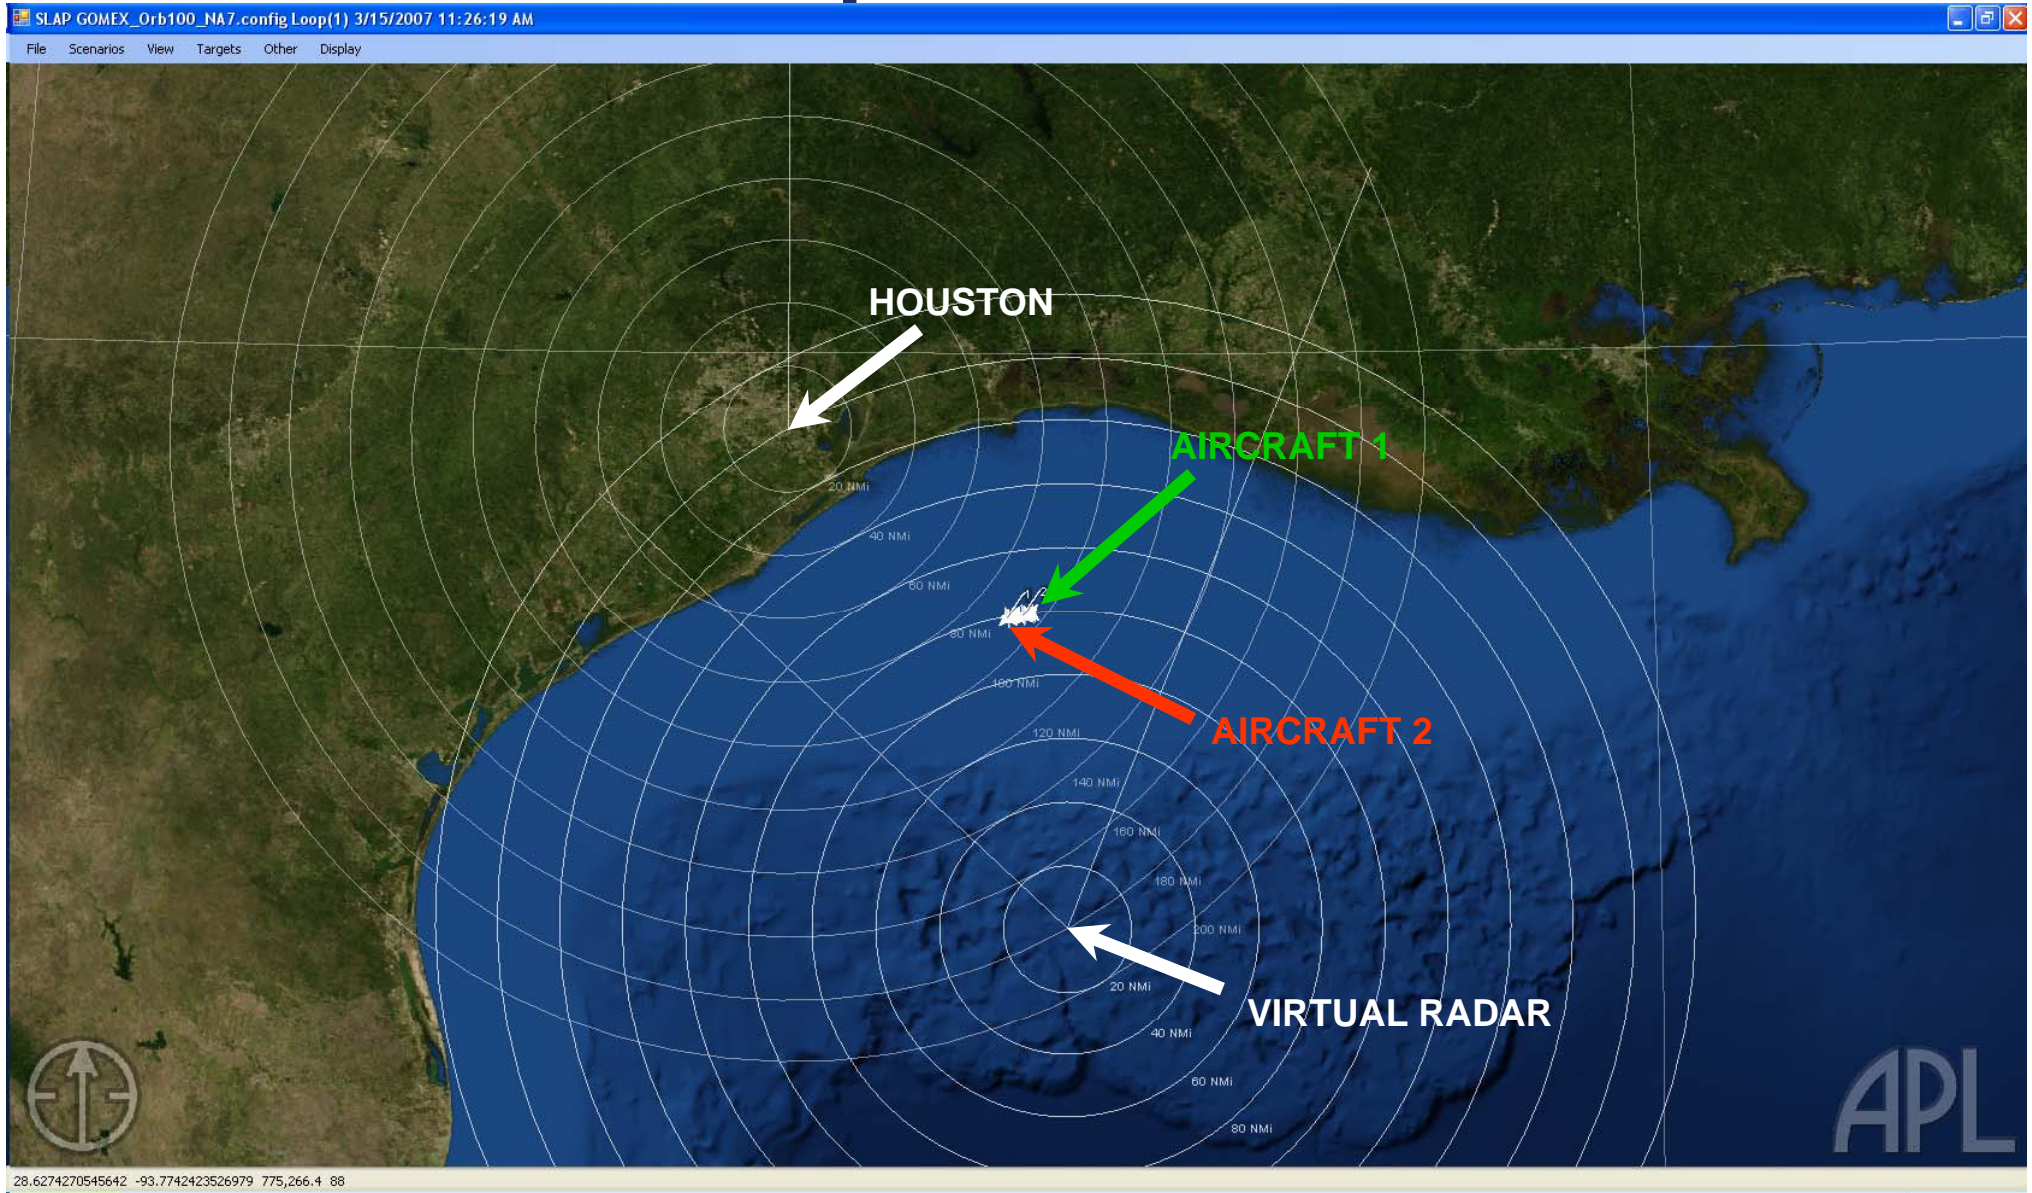 SLAP GOMEX_Orb100_NA7.config Loop(1) 3/15/2007 11:26:19 AM
File Scenarios View Targets Other Display
HOUSTON
AIRCRAFT 1
20 NMi
40 NMi
60 NMi
1 2
80 NMi
100 NMi
AIRCRAFT 2
120 NMi
140 NMi
160 NMi
180 NMi
200 NMi
20 NMi
VIRTUAL RADAR
40 NMi
60 NMi
80 NMi
APL
28.6274270545642 -93.7742423526979 775,266.4 88